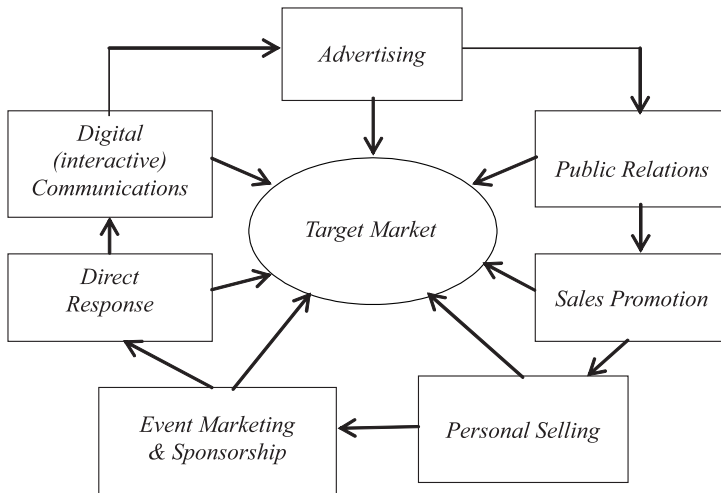 Advertising
Digital
(interactive)
Communications
Public Relations
Target Market
Direct
Response
Sales Promotion
Event Marketing
& Sponsorship
Personal Selling